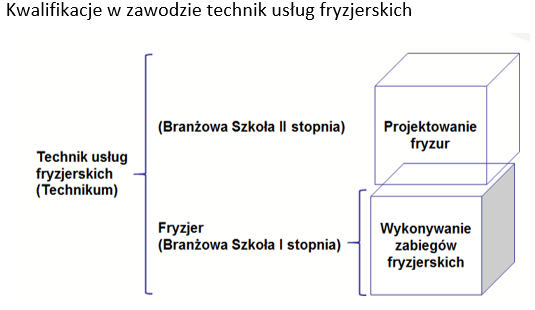 Kwalifikacje w zawodzie technik usług fryzjerskich
(Branżowa Szkoła II stopnia)
Projektowanie
fryzur
Technik usług
fryzjerskich
(Technikum)
Fryzjer
(Branżowa Szkoła I stopnia)
Wykonywanie
zabiegów
fryzjerskich